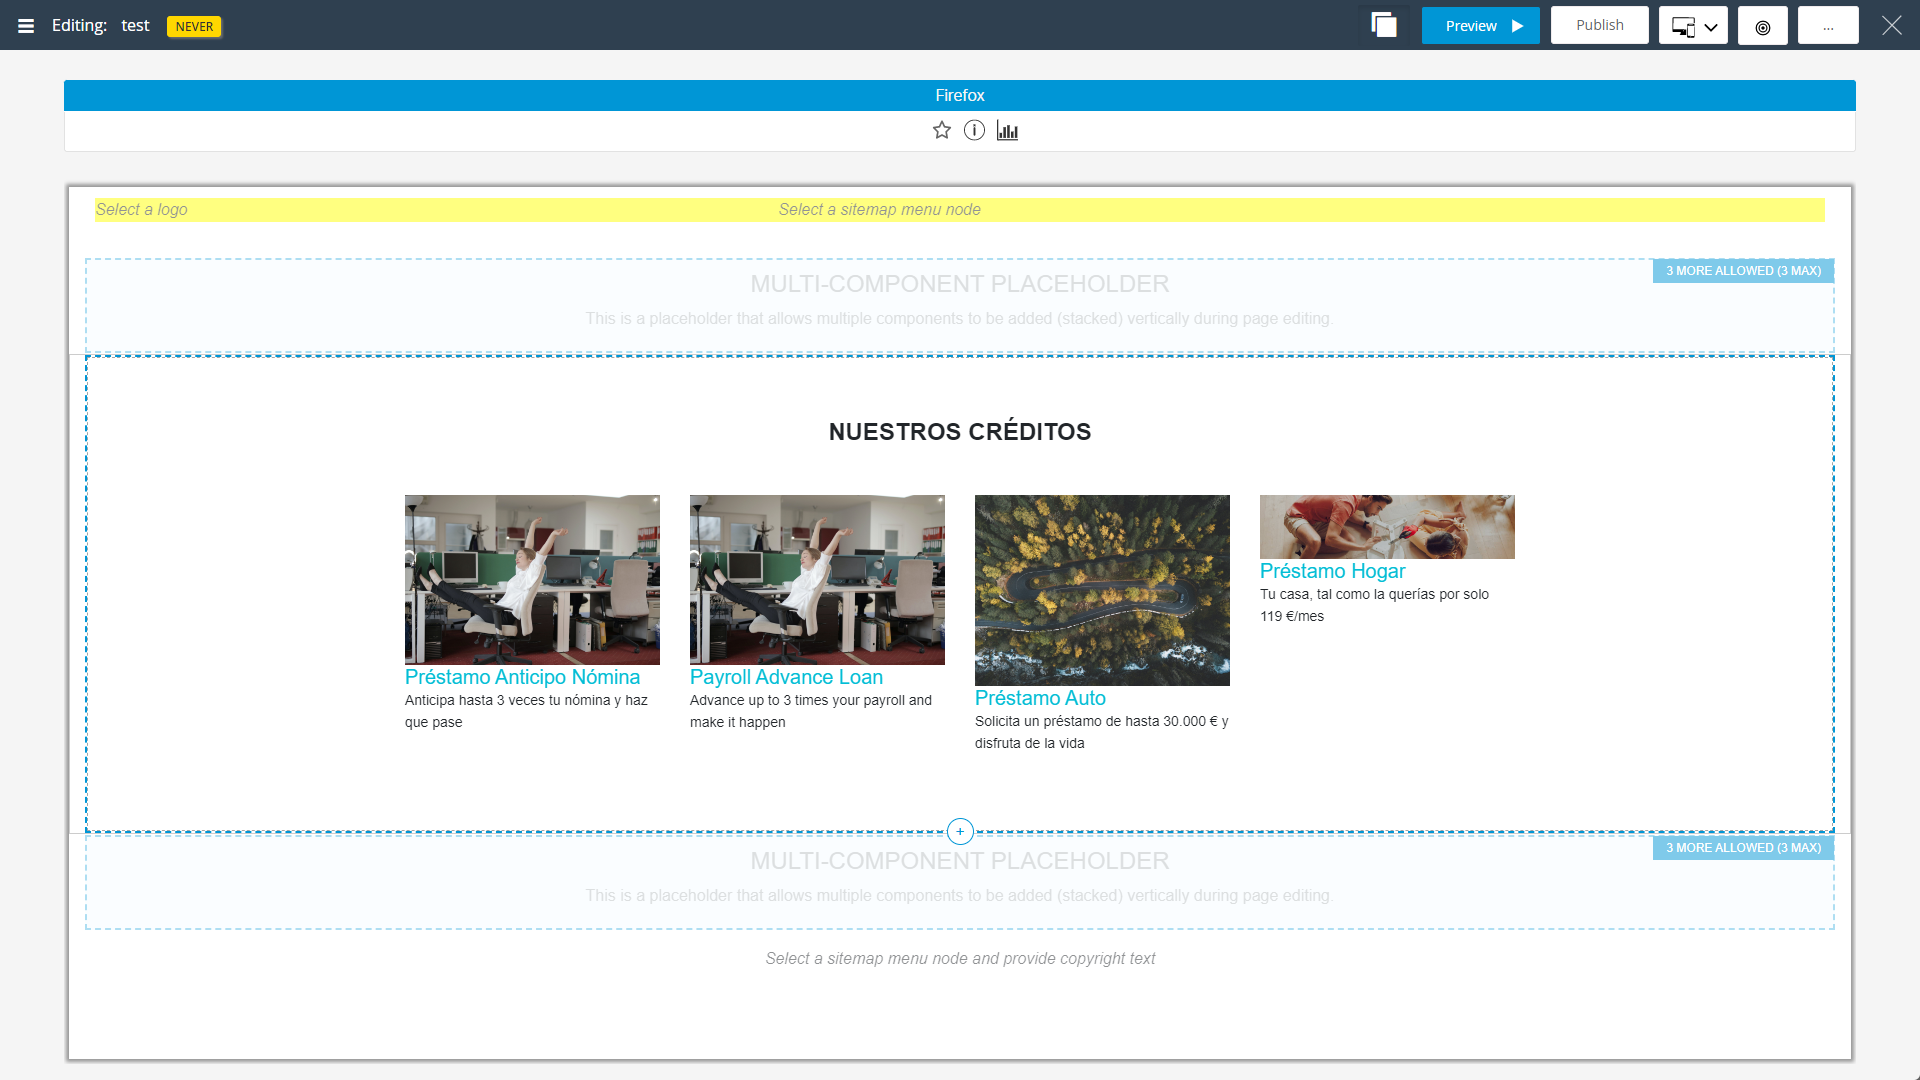 Editing: test NEVER
Preview
Publish
...
Firefox
Select a logo
Select a sitemap menu node
3 MORE ALLOWED (3 MAX)
MULTI-COMPONENT PLACEHOLDER
This is a placeholder that allows multiple components to be added (stacked) vertically during page editing.
NUESTROS CRÉDITOS
Préstamo Anticipo Nómina
Anticipa hasta 3 veces tu nómina y haz
que pase
Payroll Advance Loan
Advance up to 3 times your payroll and
make it happen
Préstamo Auto
Solicita un préstamo de hasta 30.000 € y
disfruta de la vida
Préstamo Hogar
Tu casa, tal como la querías por solo
119 €/mes
+
3 MORE ALLOWED (3 MAX)
MULTI-COMPONENT PLACEHOLDER
This is a placeholder that allows multiple components to be added (stacked) vertically during page editing.
Select a sitemap menu node and provide copyright text